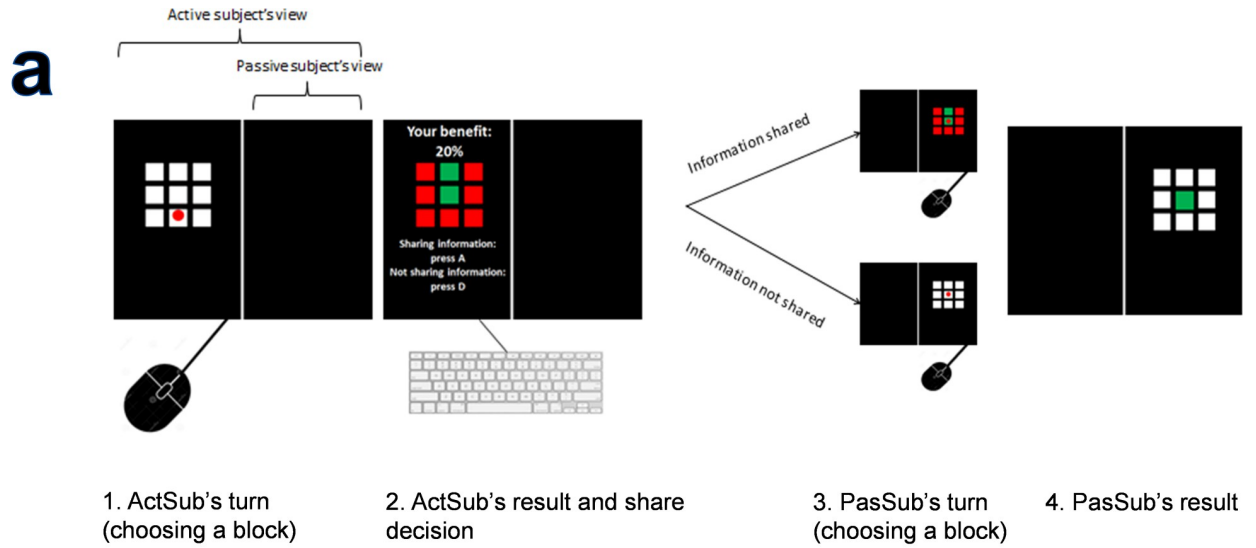 Active subject's view
Passive subject's view
a
Your benefit:
20%
Sharing information:
press A
Not sharing information:
press D
Information shared
Information not shared
1. ActSub's turn
(choosing a block)
2. ActSub's result and share
decision
3. PasSub's turn
(choosing a block)
4. PasSub's result